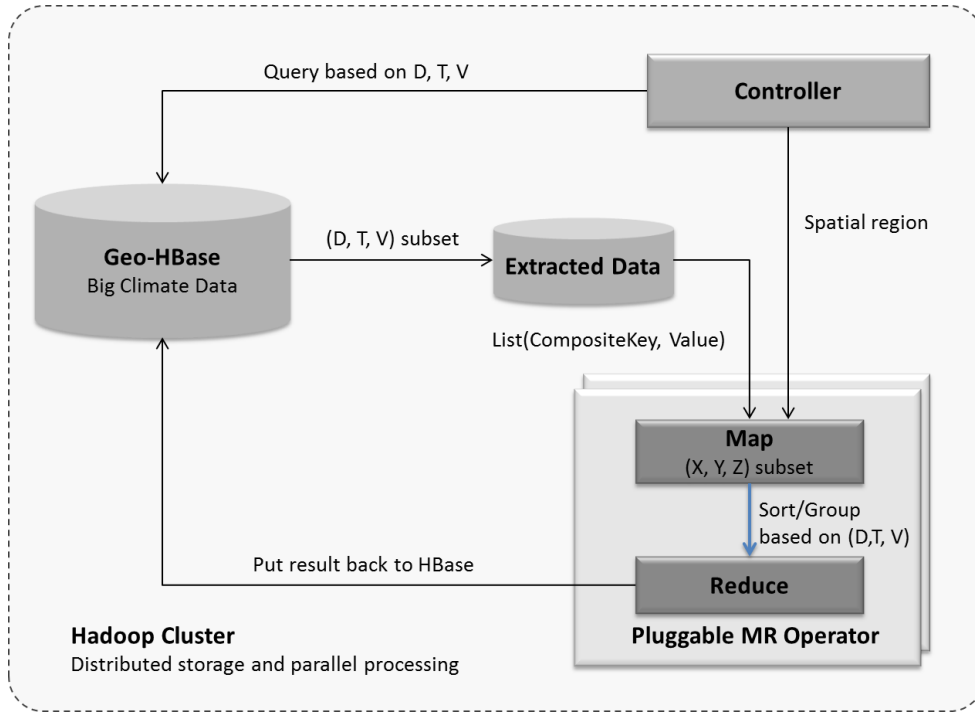 Query based on D, T, V
Controller
Spatial region
Geo-HBase
Big Climate Data
(D, T, V) subset
Extracted Data
List(CompositeKey, Value)
Map
(X, Y, Z) subset
Sort/Group
based on (D,T, V)
Put result back to HBase
Reduce
Pluggable MR Operator
Hadoop Cluster
Distributed storage and parallel processing